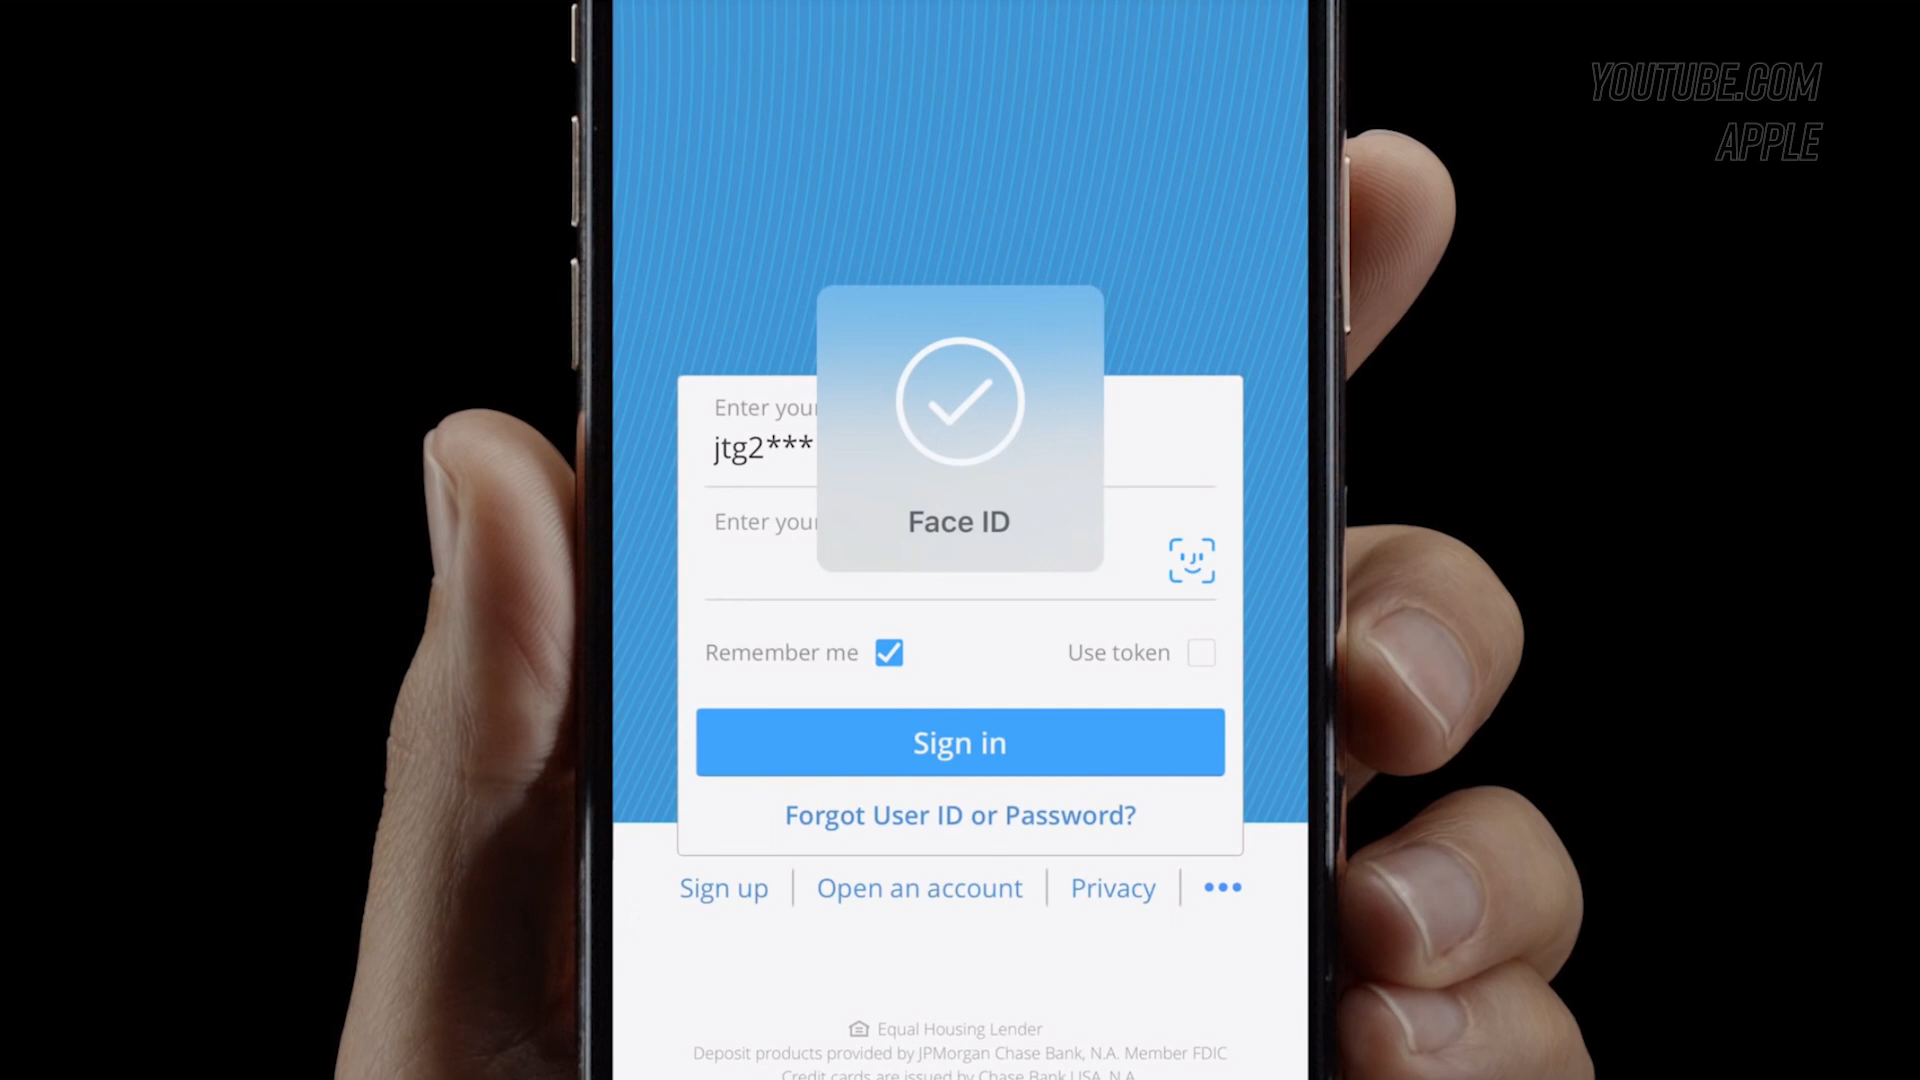 YOUTUBE.COM
APPLE
Enter your
jtg2***
Enter your
Face ID
Remember me
Use token
Sign in
Forgot User ID or Password?
Sign up
Open an account
Privacy
Equal Housing Lender
Deposit products provided by JPMorgan Chase Bank, N.A. Member FDIC
Credit cards are issued by Chase Bank USA, N.A.